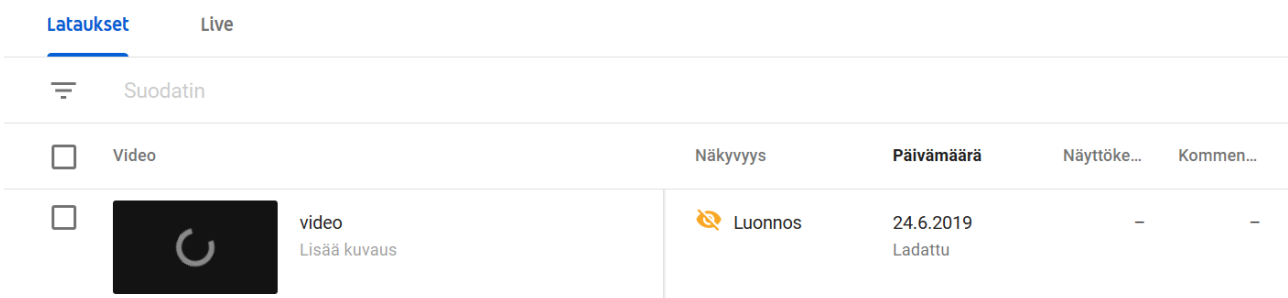 Lataukset Live
Suodatin
Video Näkyvyys Päivämäärä Näyttöke... Kommen...
video Luonnos 24.6.2019 – –
Lisää kuvaus Ladattu